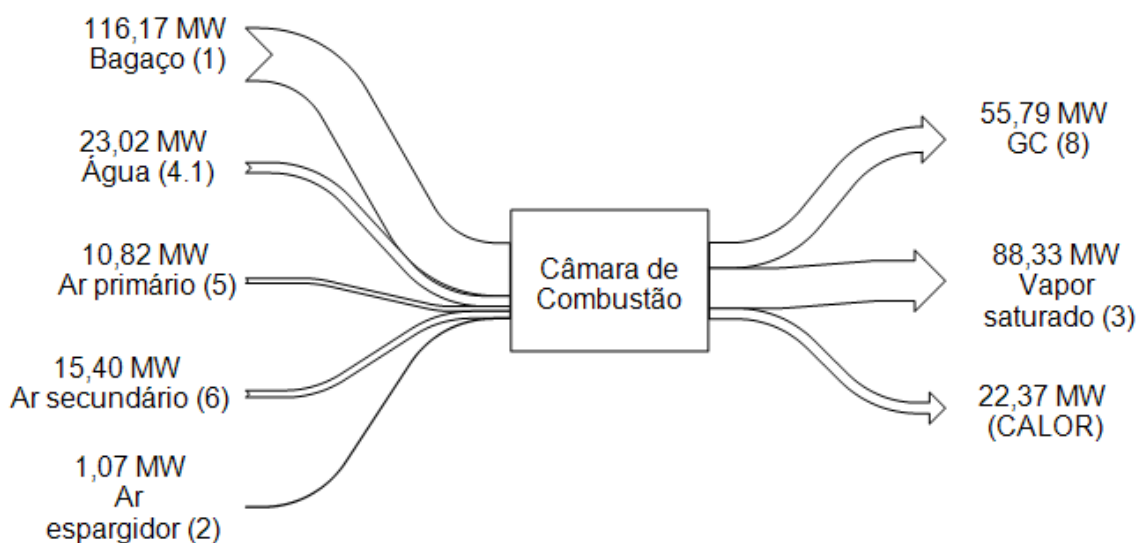 116,17 MW
Bagaço (1)
23,02 MW
Água (4.1)
10,82 MW
Ar primário (5)
15,40 MW
Ar secundário (6)
1,07 MW
Ar
espargidor (2)
Câmara de
Combustão
55,79 MW
GC (8)
88,33 MW
Vapor
saturado (3)
22,37 MW
(CALOR)